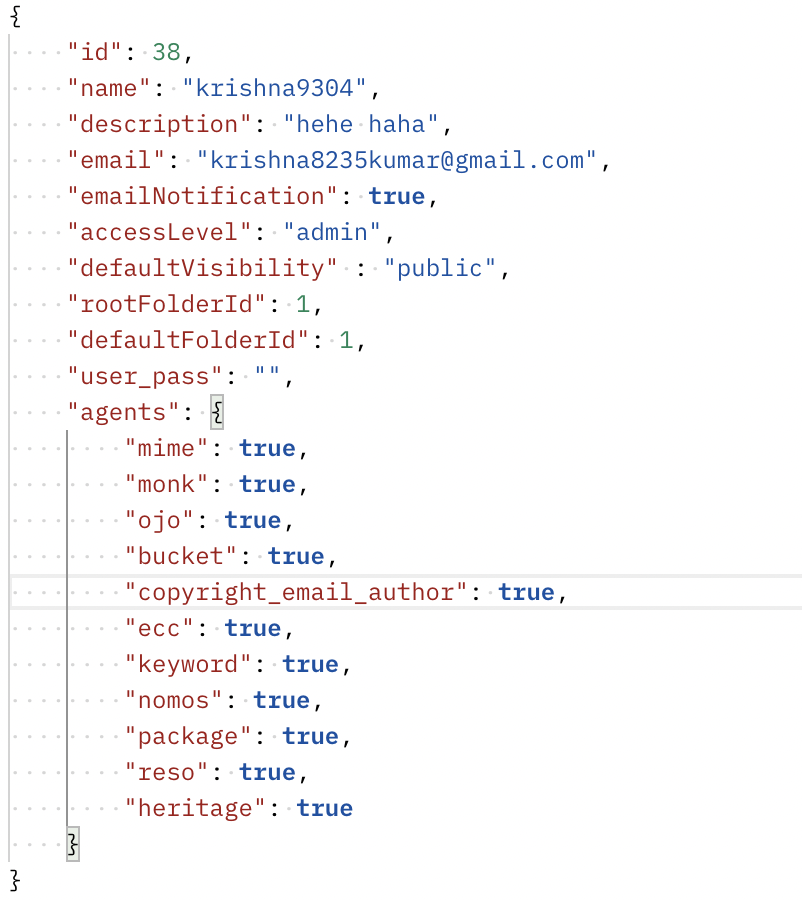 {
    "id": 38,
    "name": "krishna9304",
    "description": "hehe haha",
    "email": "krishna8235kumar@gmail.com",
    "emailNotification": true,
    "accessLevel": "admin",
    "defaultVisibility" : "public",
    "rootFolderId": 1,
    "defaultFolderId": 1,
    "user_pass": "",
    "agents": {
        "mime": true,
        "monk": true,
        "ojo": true,
        "bucket": true,
        "copyright_email_author": true,
        "ecc": true,
        "keyword": true,
        "nomos": true,
        "package": true,
        "reso": true,
        "heritage": true
    }
}